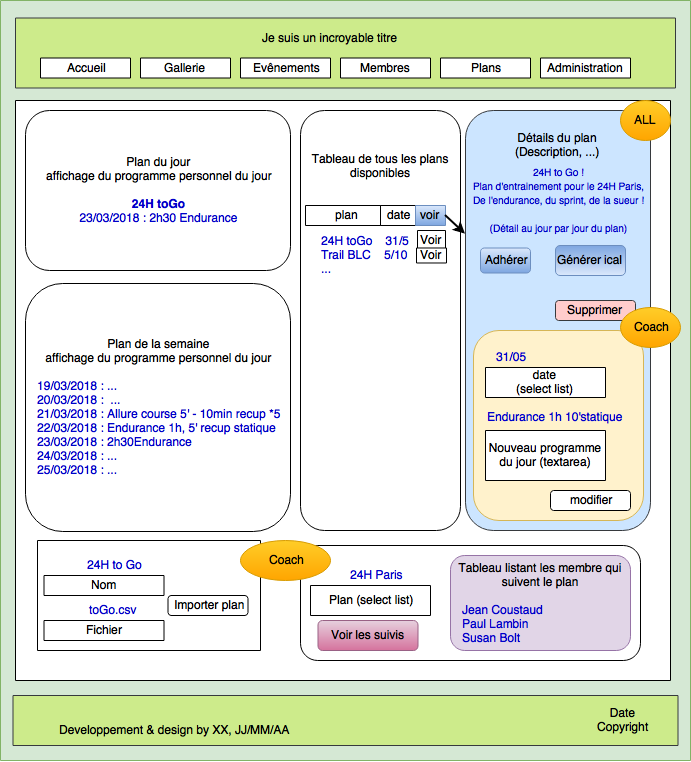 Je suis un incroyable titre
Accueil
Gallerie
Evênements
Membres
Plans
Administration
Plan du jour
affichage du programme personnel du jour
24H toGo
23/03/2018 : 2h30 Endurance
Plan de la semaine
affichage du programme personnel du jour
19/03/2018 : ...
20/03/2018 : ...
21/03/2018 : Allure course 5' - 10min recup *5
22/03/2018 : Endurance 1h, 5' recup statique
23/03/2018 : 2h30Endurance
24/03/2018 : ...
25/03/2018 : ...
Tableau de tous les plans
disponibles
plan date voir
24H toGo 31/5 Voir
Trail BLC 5/10 Voir
...
ALL
Détails du plan
(Description, ...)
24H to Go !
Plan d'entrainement pour le 24H Paris,
De l'endurance, du sprint, de la sueur !
(Détail au jour par jour du plan)
Adhérer
Générer ical
Supprimer
Coach
31/05
date
(select list)
Endurance 1h 10'statique
Nouveau programme
du jour (textarea)
modifier
24H to Go
Nom
toGo.csv
Fichier
Importer plan
Coach
24H Paris
Plan (select list)
Voir les suivis
Tableau listant les membre qui
suivent le plan
Jean Coustaud
Paul Lambin
Susan Bolt
Developpement & design by XX, JJ/MM/AA
Date
Copyright